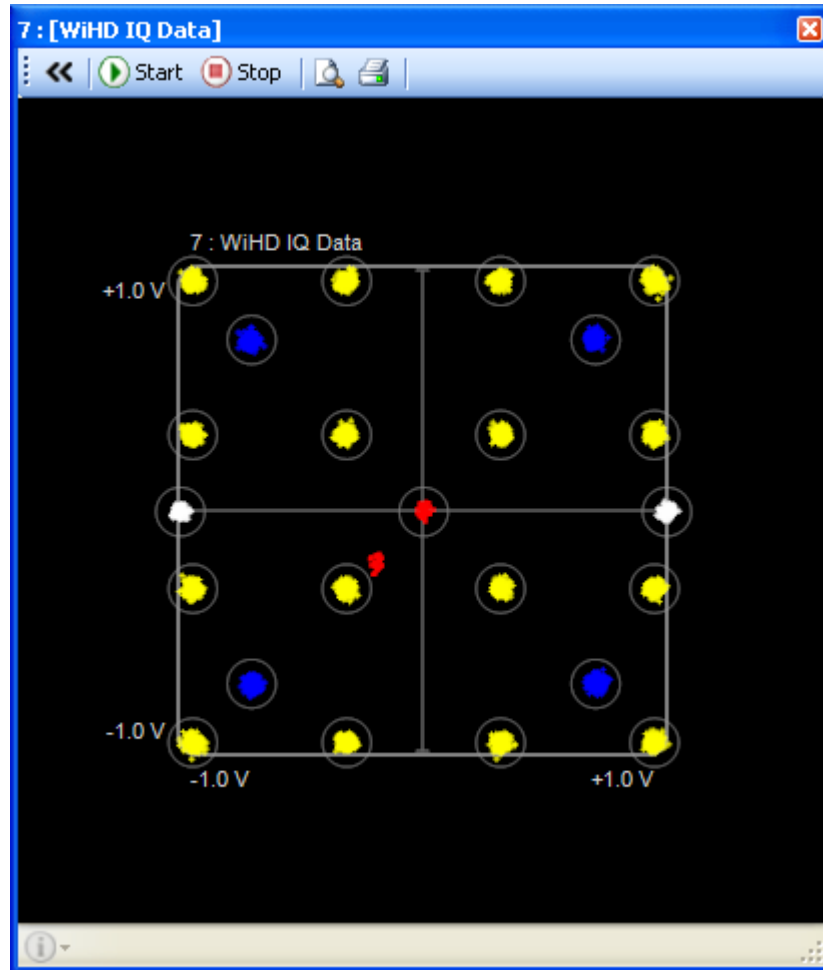 7 : [WiHD IQ Data]
Start Stop
7 : WiHD IQ Data
+1.0 V
-1.0 V
-1.0 V +1.0 V